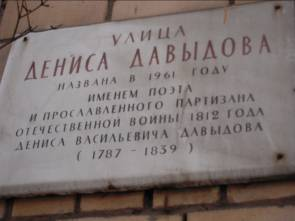 УЛИЦА
ДЕНИСА ДАВЫДОВА
НАЗВАНА В 1961 ГОДУ
ИМЕНЕМ ПОЭТА
И ПРОСЛАВЛЕННОГО ПАРТИЗАНА
ОТЕЧЕСТВЕННОЙ ВОЙНЫ 1812 ГОДА
ДЕНИСА ВАСИЛЬЕВИЧА ДАВЫДОВА
( 1787 - 1839 )